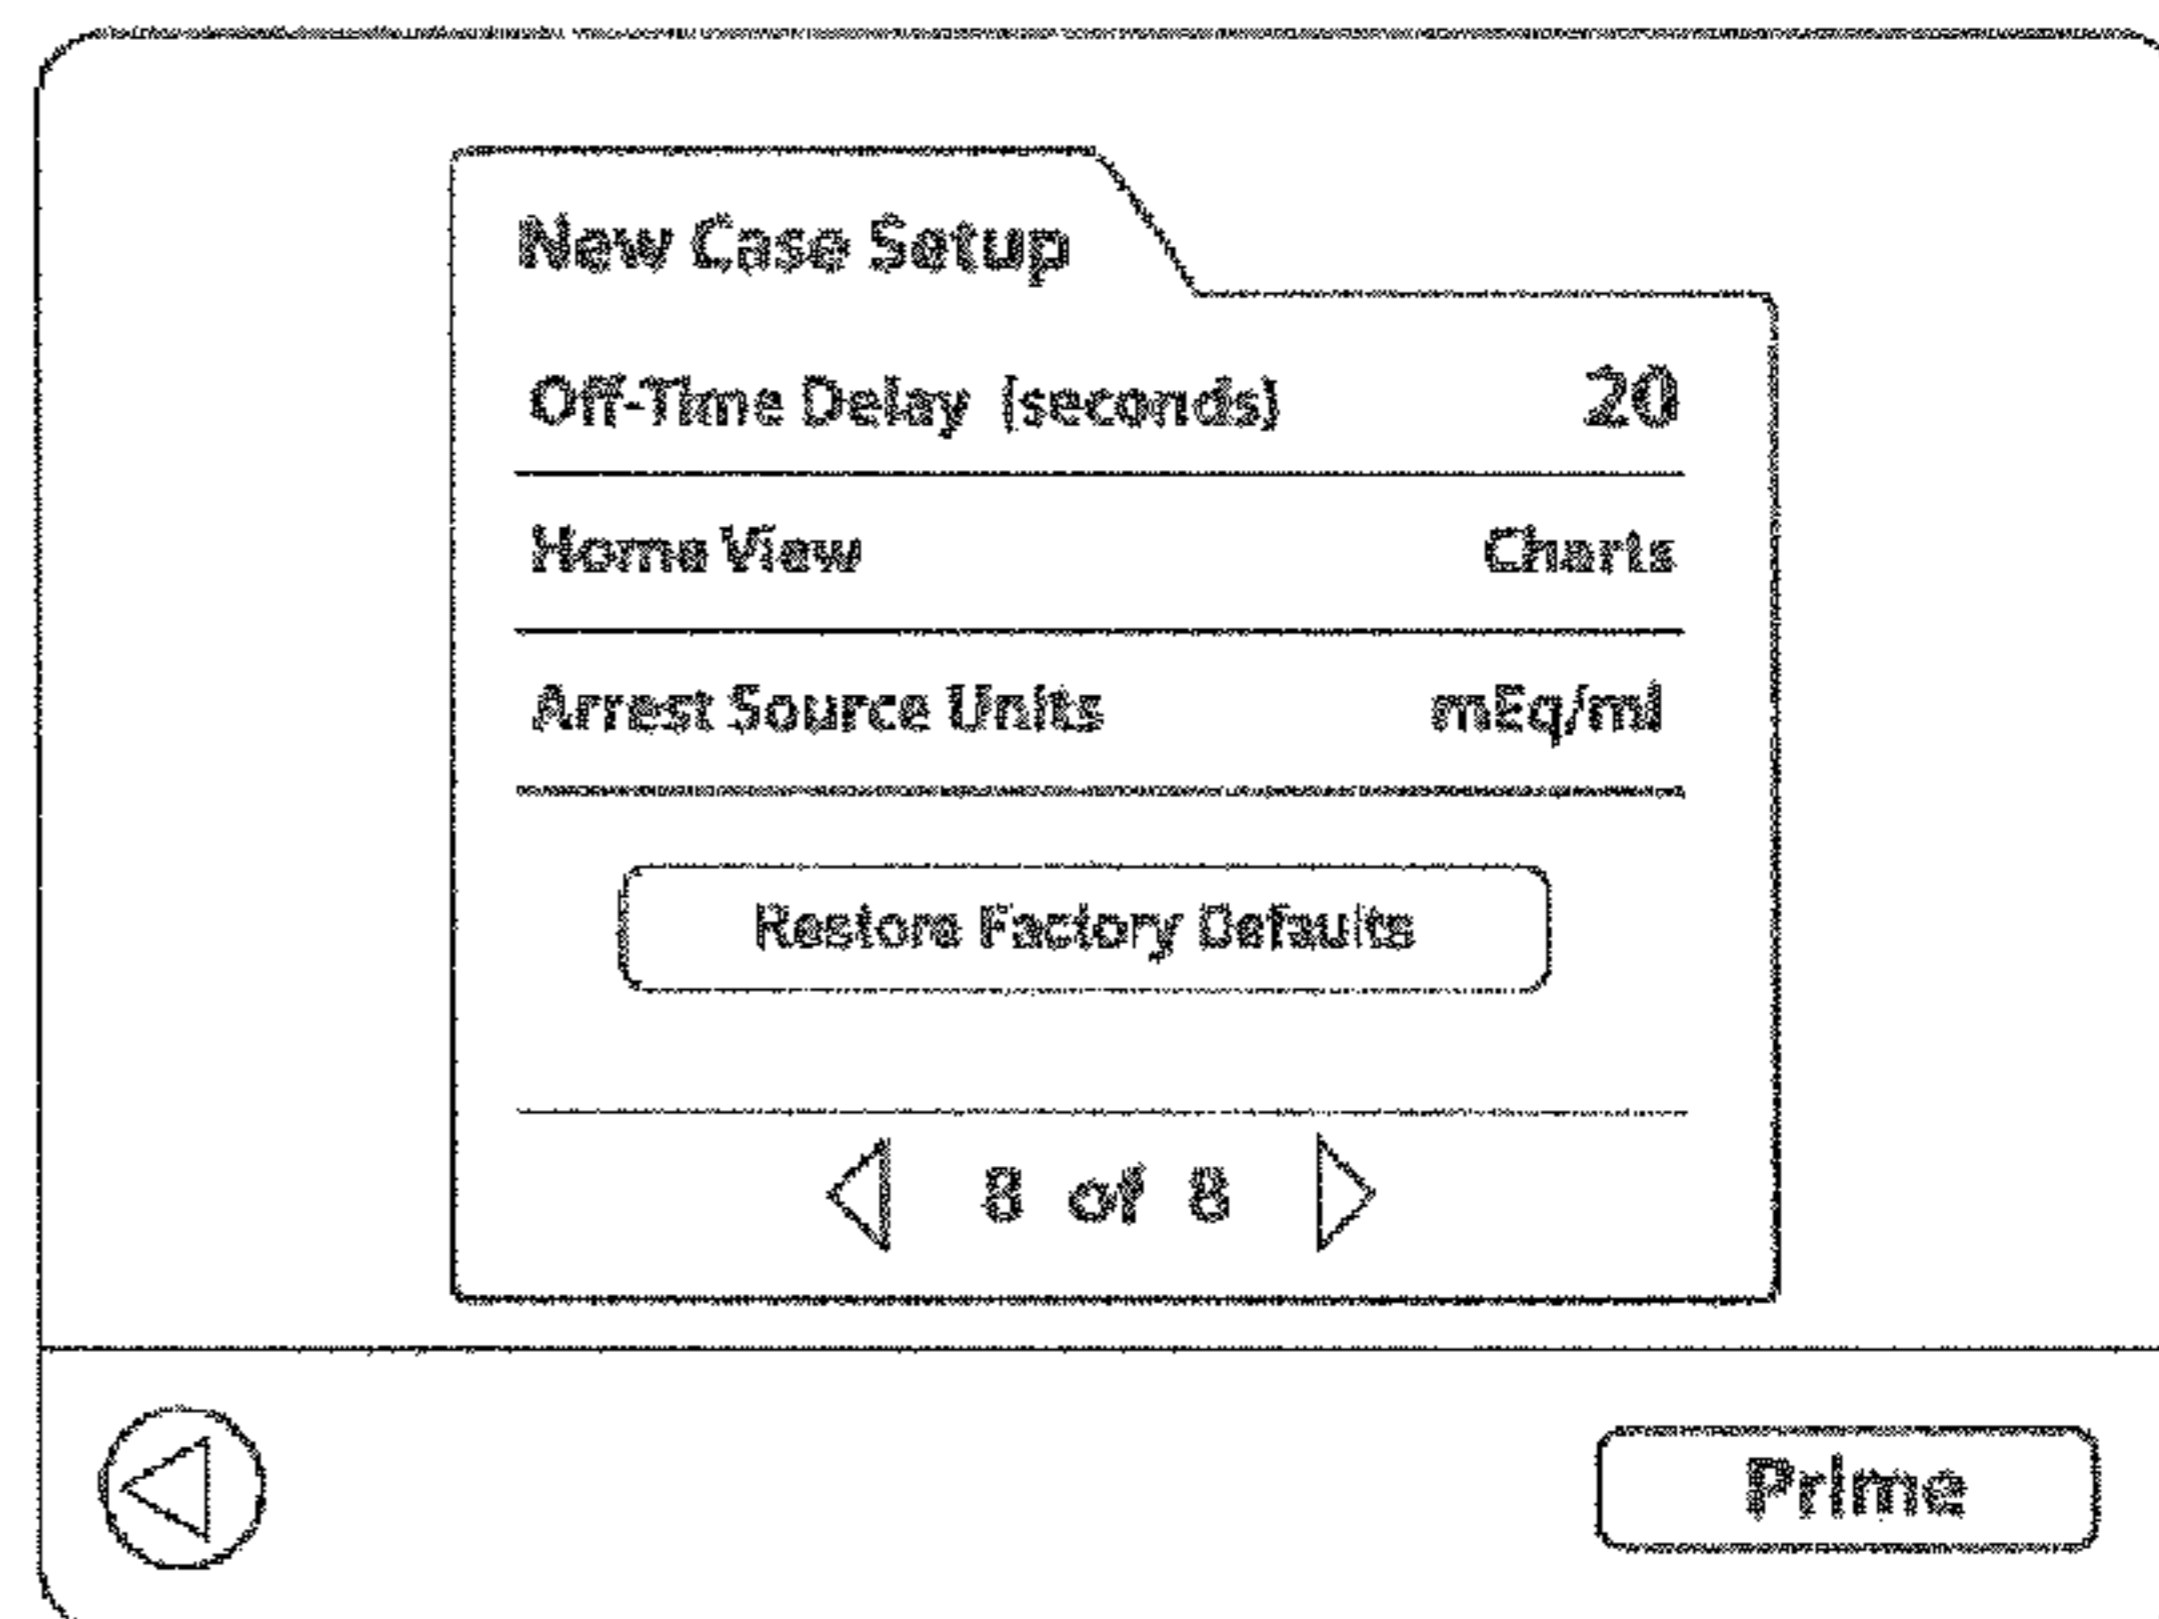 New Case Setup
Off-Time Delay (seconds) 20
Home View Charts
Arrest Source Units mEq/ml
Restore Factory Defaults
8 of 8
Prime